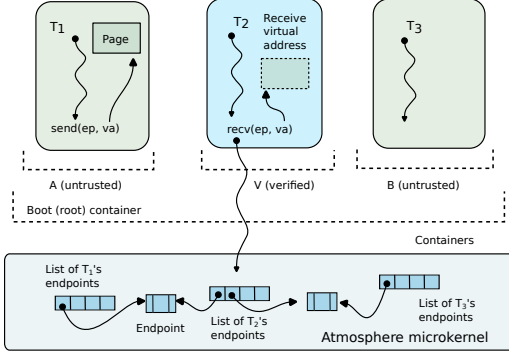 T1
Page
send(ep, va)
T2
Receive
virtual
address
recv(ep, va)
T3
A (untrusted)
V (verified)
B (untrusted)
Boot (root) container
Containers
List of T1's
endpoints
Endpoint
List of T2's
endpoints
List of T3's
endpoints
Atmosphere microkernel